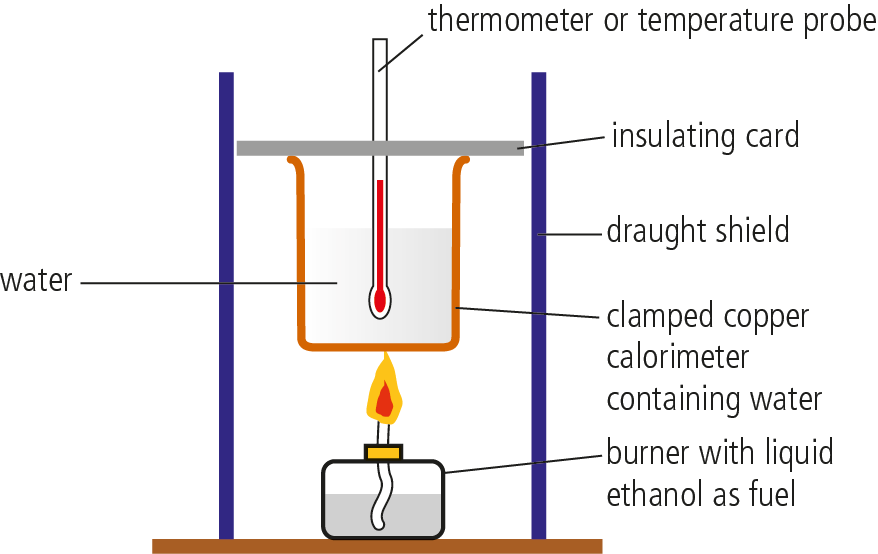 thermometer or temperature probe
insulating card
draught shield
water
clamped copper
calorimeter
containing water
burner with liquid
ethanol as fuel